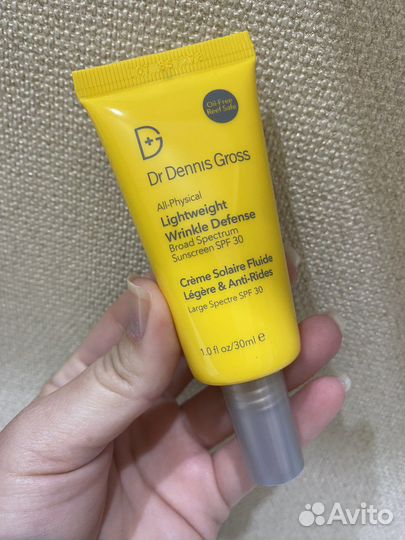 Oil Free
Reef Safe
D
Dr Dennis Gross
All-Physical
Lightweight
Wrinkle Defense
Broad Spectrum
Sunscreen SPF 30
Crème Solaire Fluide
Légère & Anti-Rides
Large Spectre SPF 30
1.0 fl oz/30ml e
Avito